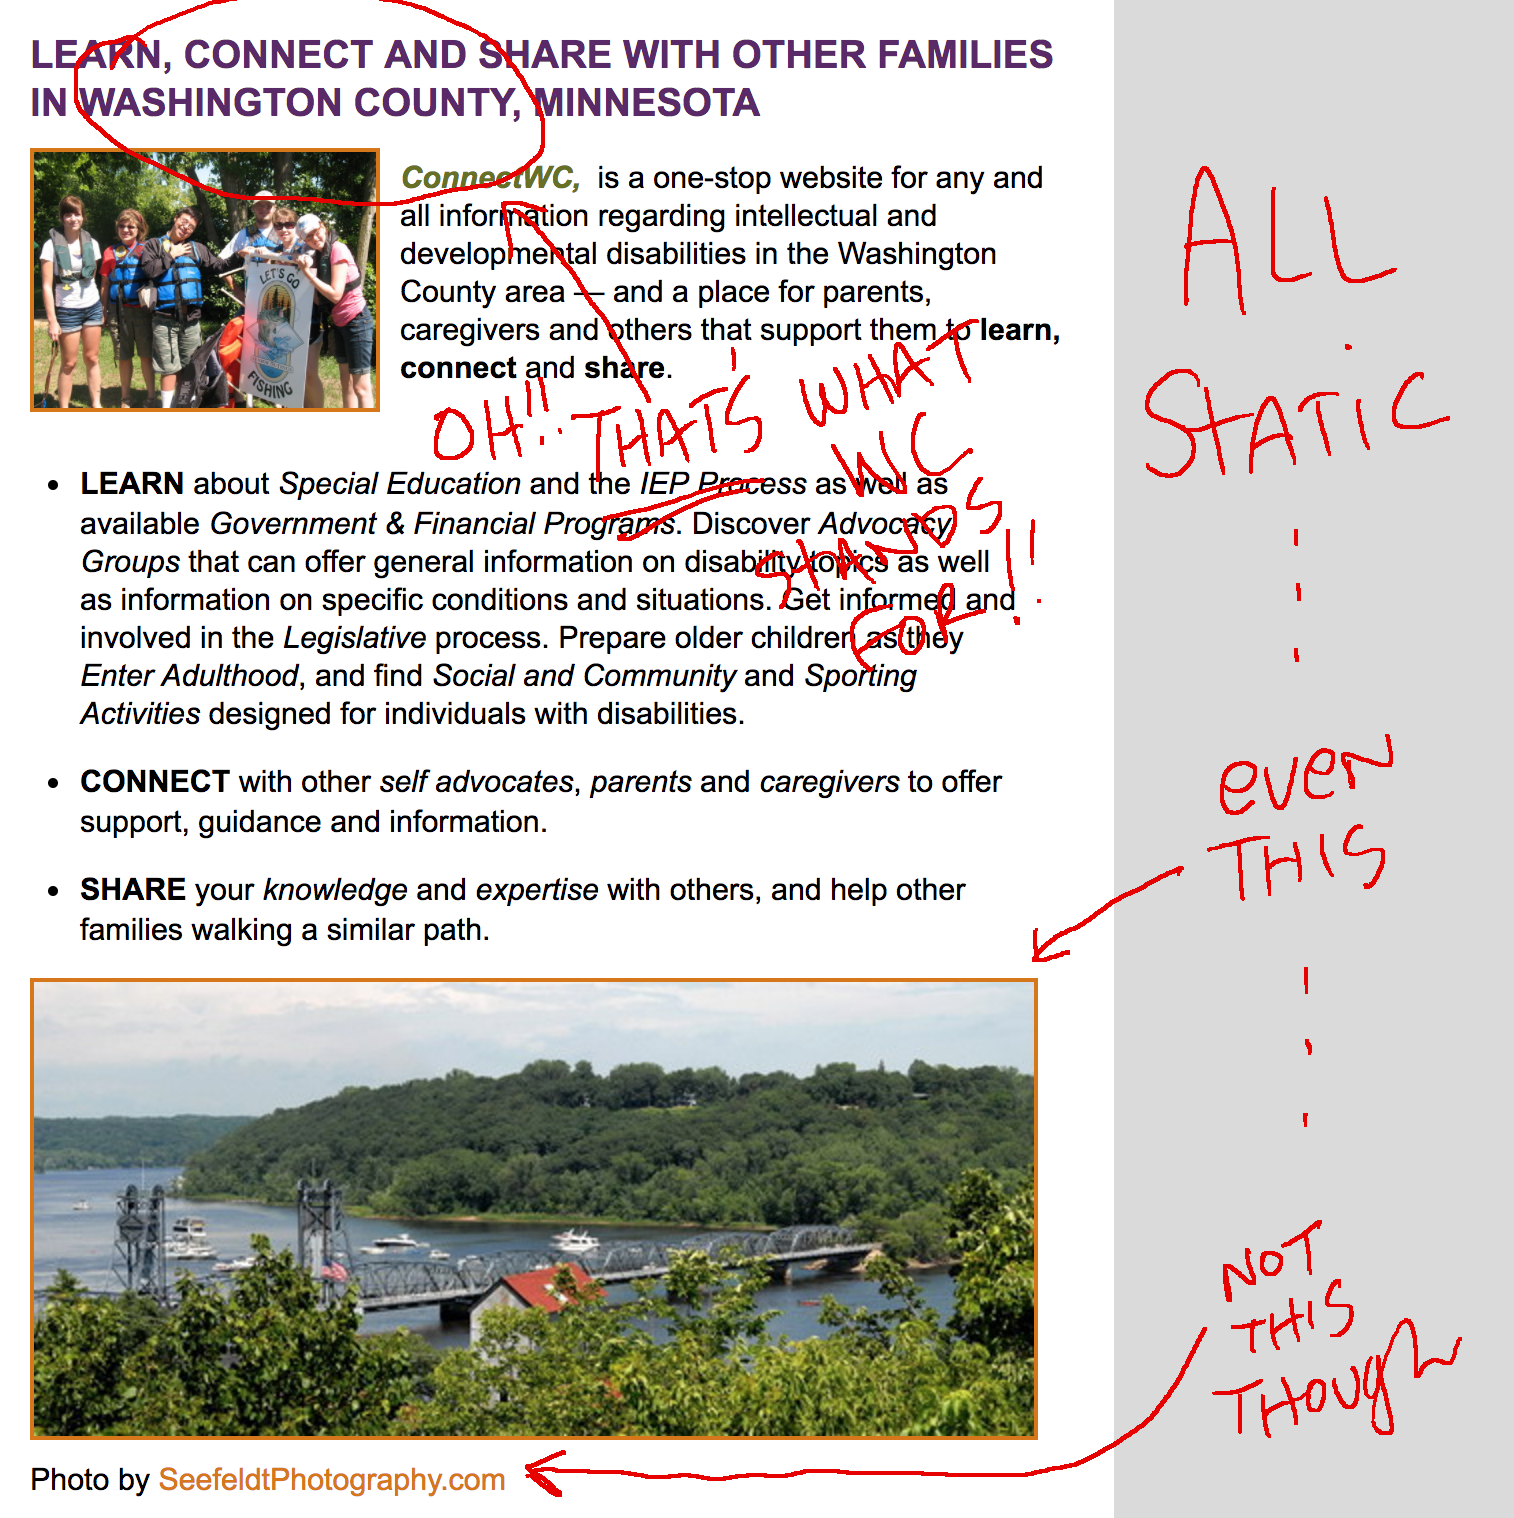 LEARN, CONNECT AND SHARE WITH OTHER FAMILIES
IN WASHINGTON COUNTY, MINNESOTA
LET'S GO
FISHING
ConnectWC, is a one-stop website for any and
all information regarding intellectual and
developmental disabilities in the Washington
County area — and a place for parents,
caregivers and others that support them to learn,
connect and share.
OH!! THAT'S WHAT
WC
STANDS
FOR!!
• LEARN about Special Education and the IEP Process as well as
available Government & Financial Programs. Discover Advocacy
Groups that can offer general information on disability topics as well
as information on specific conditions and situations. Get informed and
involved in the Legislative process. Prepare older children as they
Enter Adulthood, and find Social and Community and Sporting
Activities designed for individuals with disabilities.
• CONNECT with other self advocates, parents and caregivers to offer
support, guidance and information.
• SHARE your knowledge and expertise with others, and help other
families walking a similar path.
Photo by SeefeldtPhotography.com
ALL
STATIC
EVEN
THIS
NOT
THIS
THOUGH